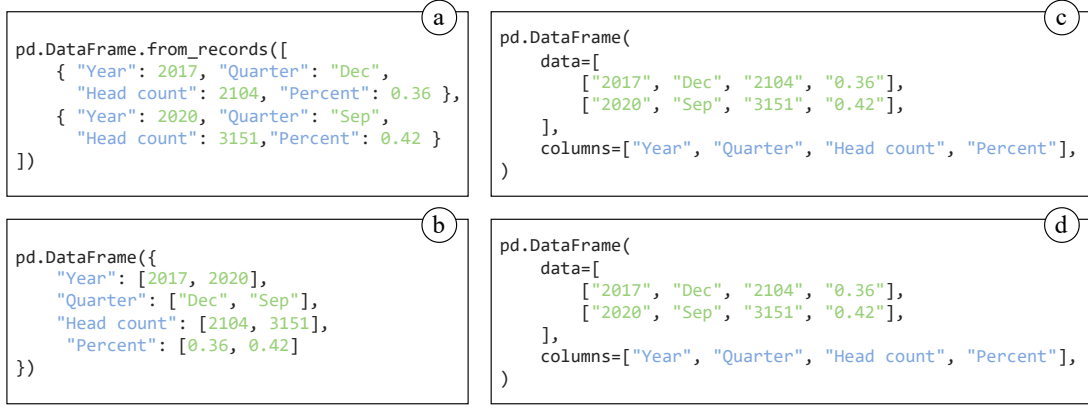 a
pd.DataFrame.from_records([
    { "Year": 2017, "Quarter": "Dec",
      "Head count": 2104, "Percent": 0.36 },
    { "Year": 2020, "Quarter": "Sep",
      "Head count": 3151,"Percent": 0.42 }
])
b
pd.DataFrame({
    "Year": [2017, 2020],
    "Quarter": ["Dec", "Sep"],
    "Head count": [2104, 3151],
     "Percent": [0.36, 0.42]
})
c
pd.DataFrame(
    data=[
        ["2017", "Dec", "2104", "0.36"],
        ["2020", "Sep", "3151", "0.42"],
    ],
    columns=["Year", "Quarter", "Head count", "Percent"],
)
d
pd.DataFrame(
    data=[
        ["2017", "Dec", "2104", "0.36"],
        ["2020", "Sep", "3151", "0.42"],
    ],
    columns=["Year", "Quarter", "Head count", "Percent"],
)